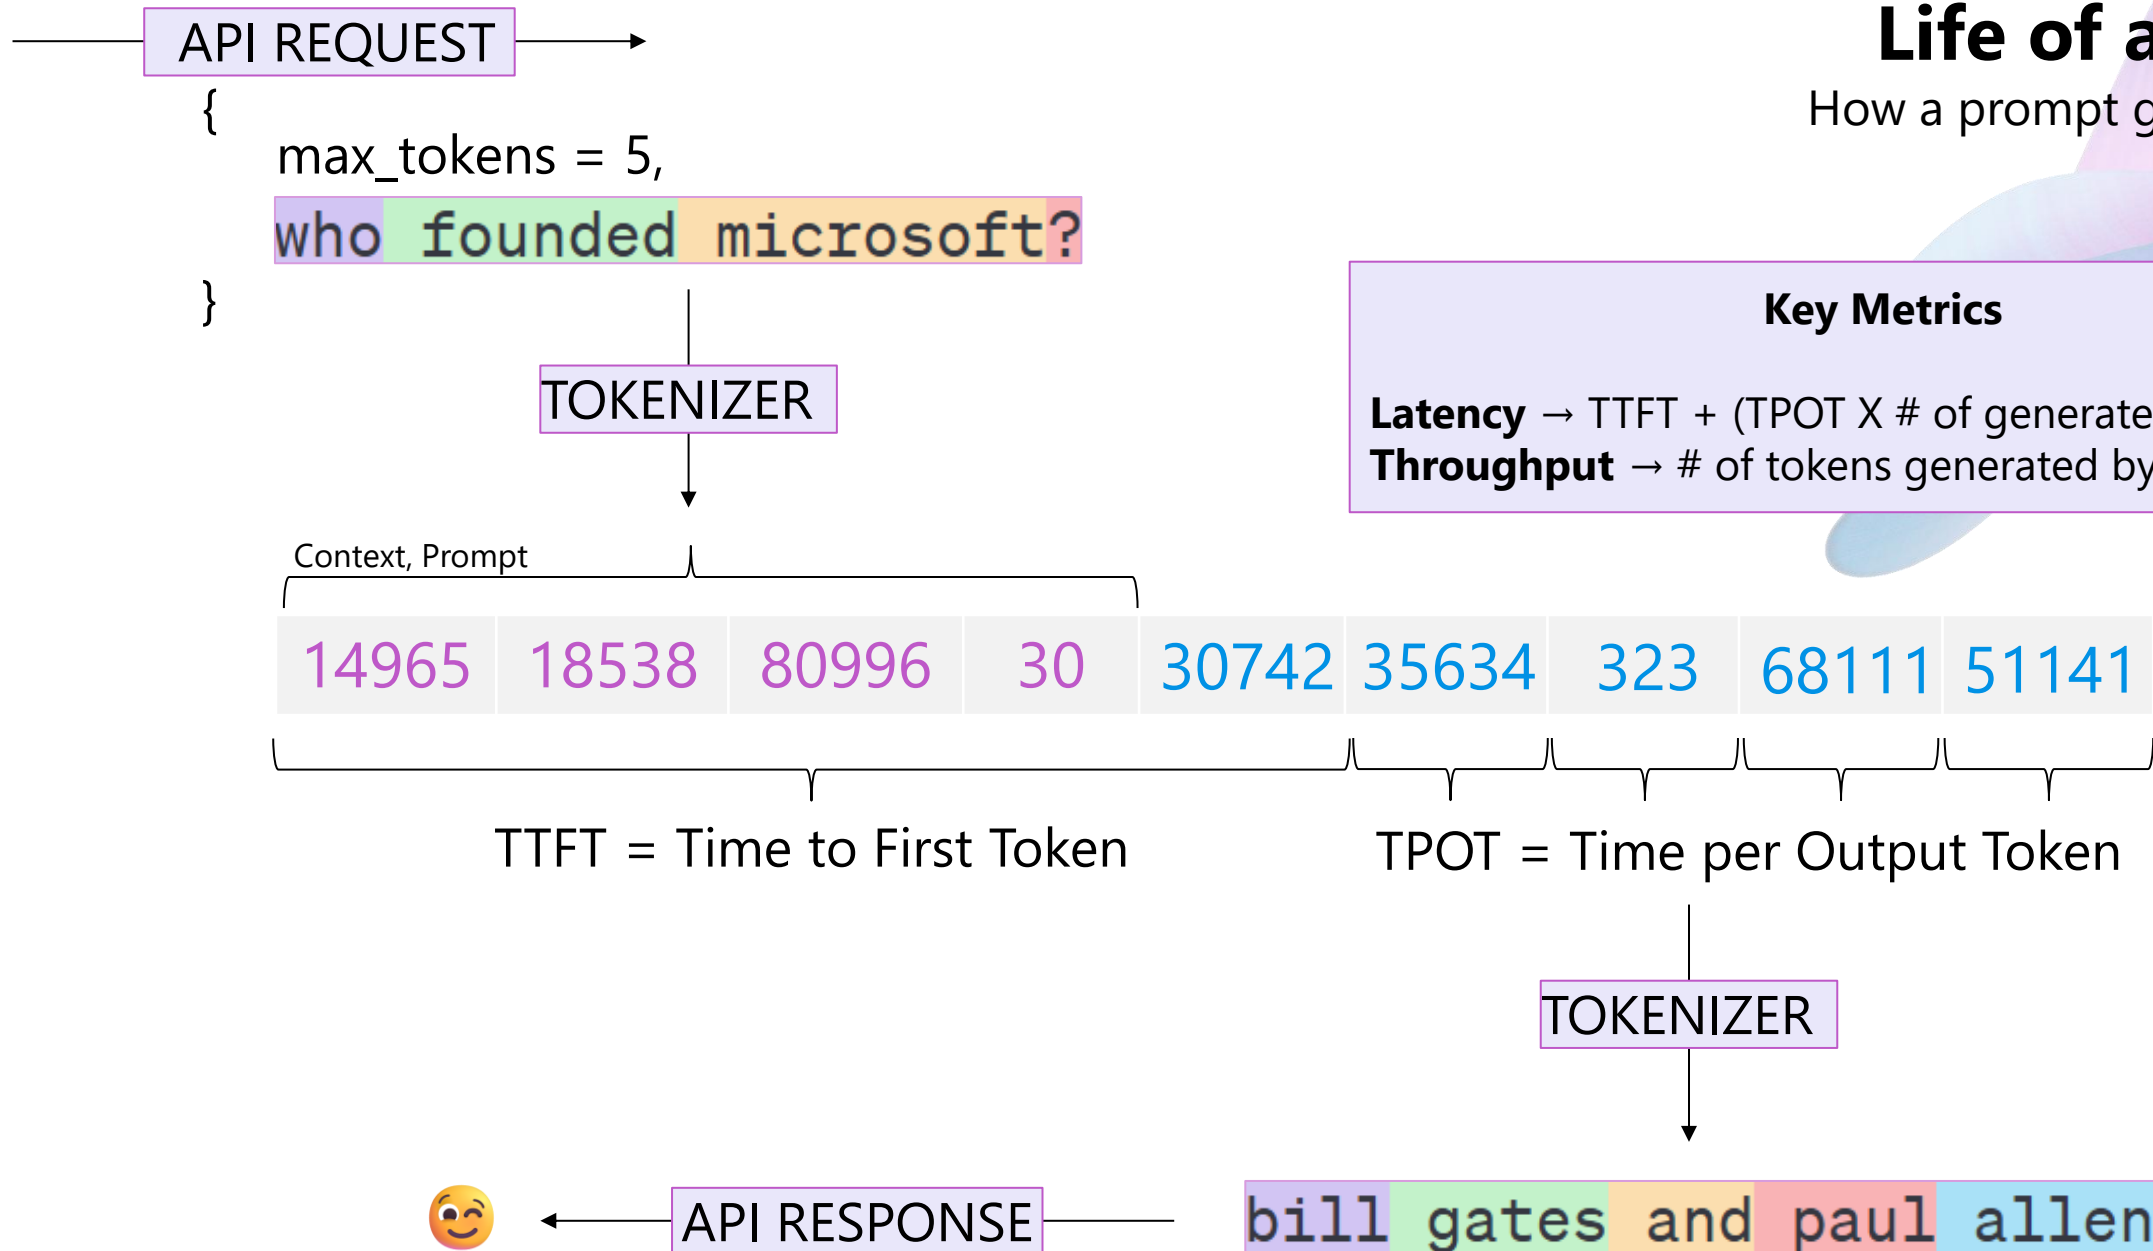 API REQUEST
Life of a
How a prompt g
{
max_tokens = 5,
who founded microsoft?
}
Key Metrics
TOKENIZER
Latency → TTFT + (TPOT X # of generate
Throughput → # of tokens generated by
Context, Prompt
14965 18538 80996 30 30742 35634 323 68111 51141
TTFT = Time to First Token
TPOT = Time per Output Token
TOKENIZER
API RESPONSE
bill gates and paul allen